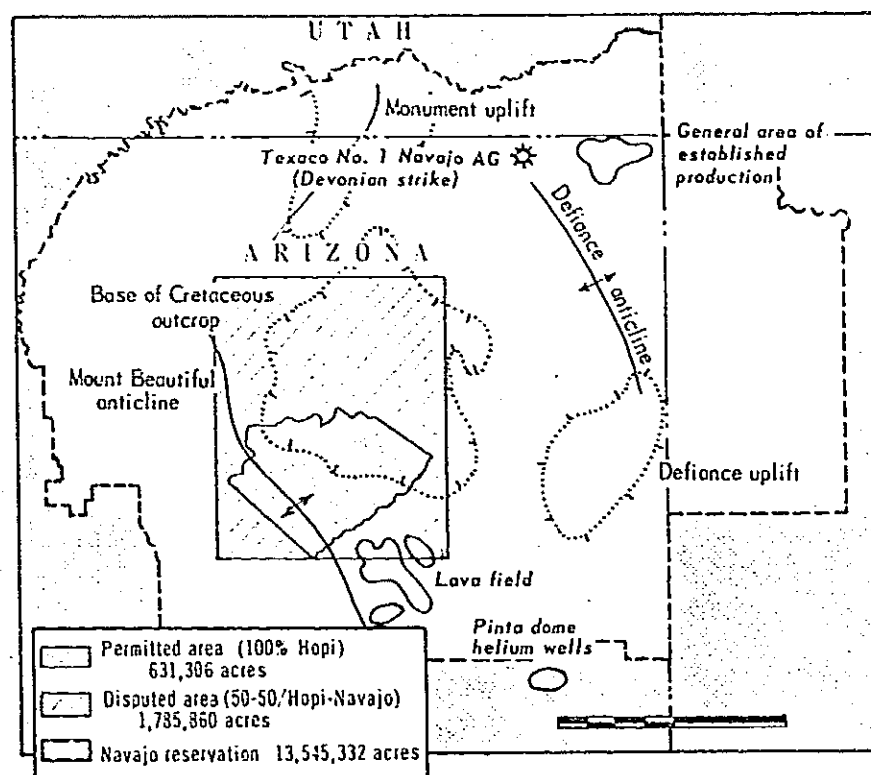 UTAH
Monument uplift
General area of
established
production
Texaco No. 1 Navajo AG
(Devonian strike)
ARIZONA
Defiance anticline
Base of Cretaceous
outcrop
Mount Beautiful
anticline
Defiance uplift
Lava field
Pinta dome
helium wells
Permitted area (100% Hopi)
631,306 acres
Disputed area (50-50/Hopi-Navajo)
1,785,860 acres
Navajo reservation 13,545,332 acres